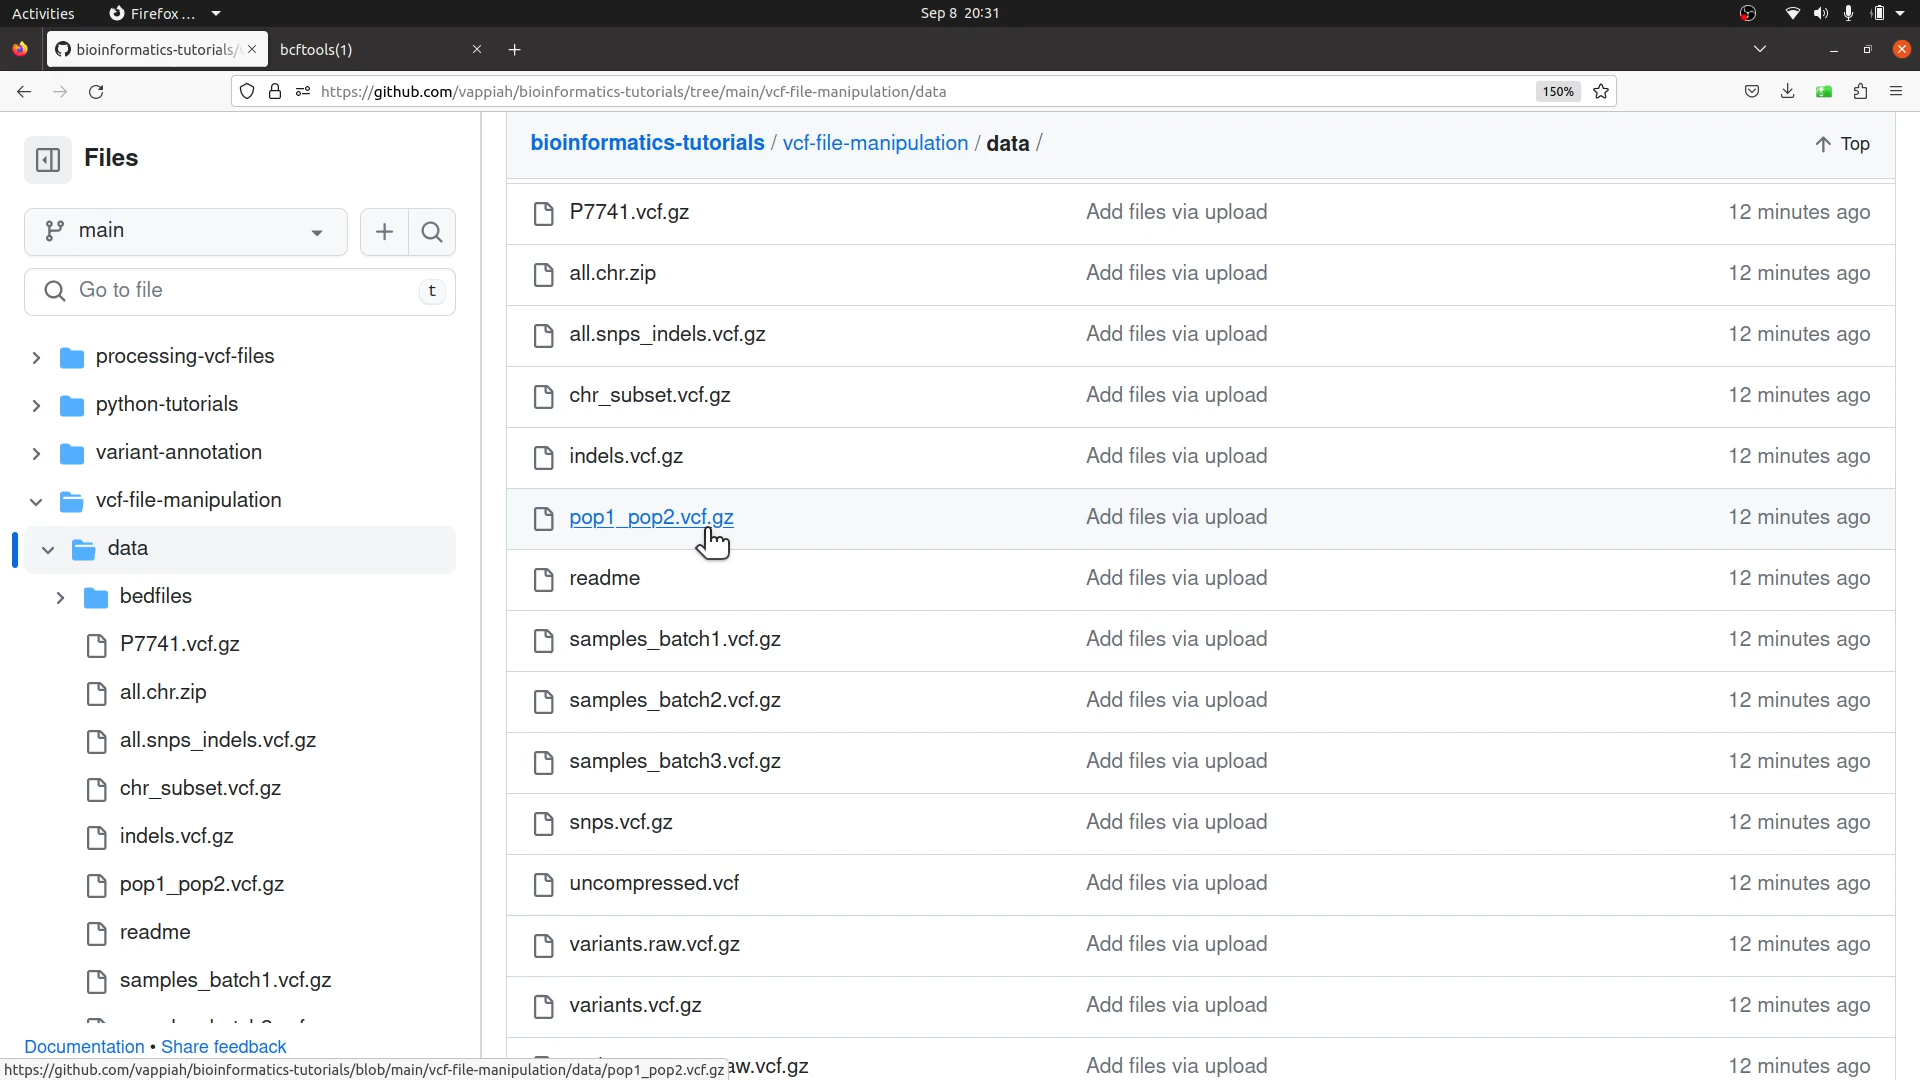 Activities
Firefox ...
Sep 8 20:31
bioinformatics-tutorials/
bcftools(1)
https://github.com/vappiah/bioinformatics-tutorials/tree/main/vcf-file-manipulation/data
150%
Files
main
Go to file
t
processing-vcf-files
python-tutorials
variant-annotation
vcf-file-manipulation
data
bedfiles
P7741.vcf.gz
all.chr.zip
all.snps_indels.vcf.gz
chr_subset.vcf.gz
indels.vcf.gz
pop1_pop2.vcf.gz
readme
samples_batch1.vcf.gz
Documentation • Share feedback
bioinformatics-tutorials / vcf-file-manipulation / data /
Top
P7741.vcf.gz Add files via upload 12 minutes ago
all.chr.zip Add files via upload 12 minutes ago
all.snps_indels.vcf.gz Add files via upload 12 minutes ago
chr_subset.vcf.gz Add files via upload 12 minutes ago
indels.vcf.gz Add files via upload 12 minutes ago
pop1_pop2.vcf.gz Add files via upload 12 minutes ago
readme Add files via upload 12 minutes ago
samples_batch1.vcf.gz Add files via upload 12 minutes ago
samples_batch2.vcf.gz Add files via upload 12 minutes ago
samples_batch3.vcf.gz Add files via upload 12 minutes ago
snps.vcf.gz Add files via upload 12 minutes ago
uncompressed.vcf Add files via upload 12 minutes ago
variants.raw.vcf.gz Add files via upload 12 minutes ago
variants.vcf.gz Add files via upload 12 minutes ago
aw.vcf.gz Add files via upload 12 minutes ago
https://github.com/vappiah/bioinformatics-tutorials/blob/main/vcf-file-manipulation/data/pop1_pop2.vcf.gz